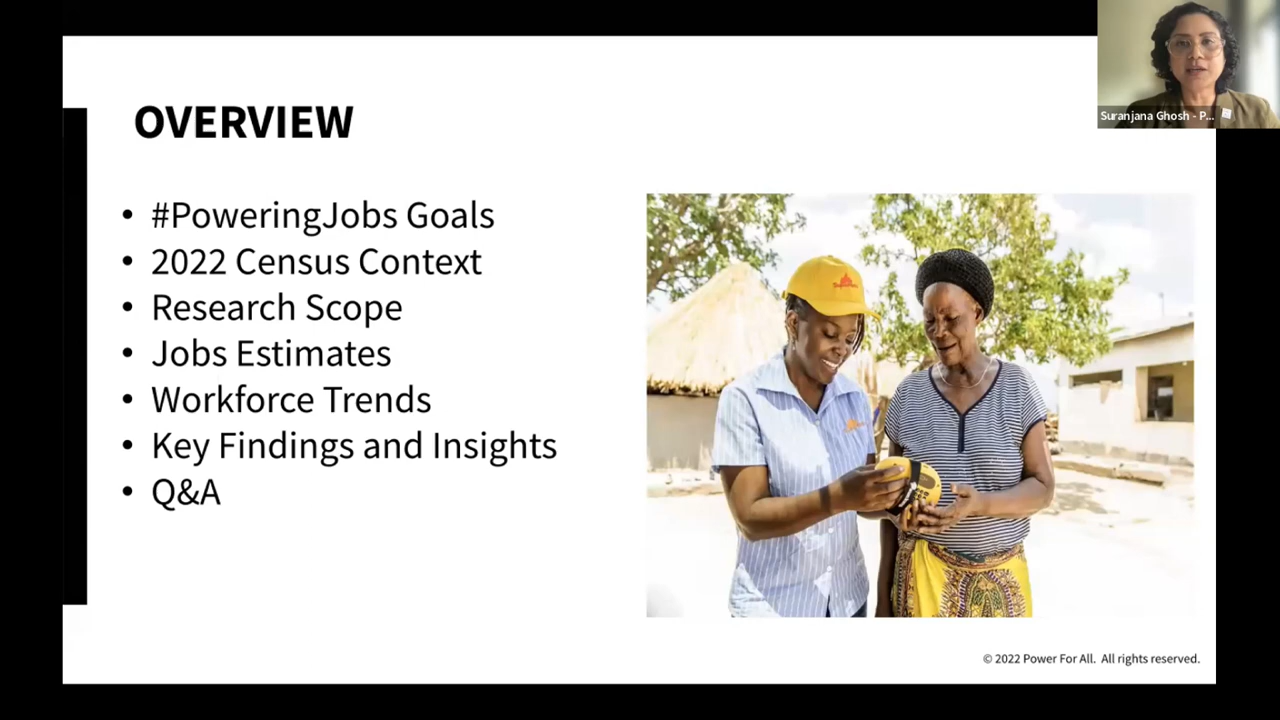 OVERVIEW
• #PoweringJobs Goals
• 2022 Census Context
• Research Scope
• Jobs Estimates
• Workforce Trends
• Key Findings and Insights
• Q&A
Suranjana Ghosh - P...
© 2022 Power For All. All rights reserved.